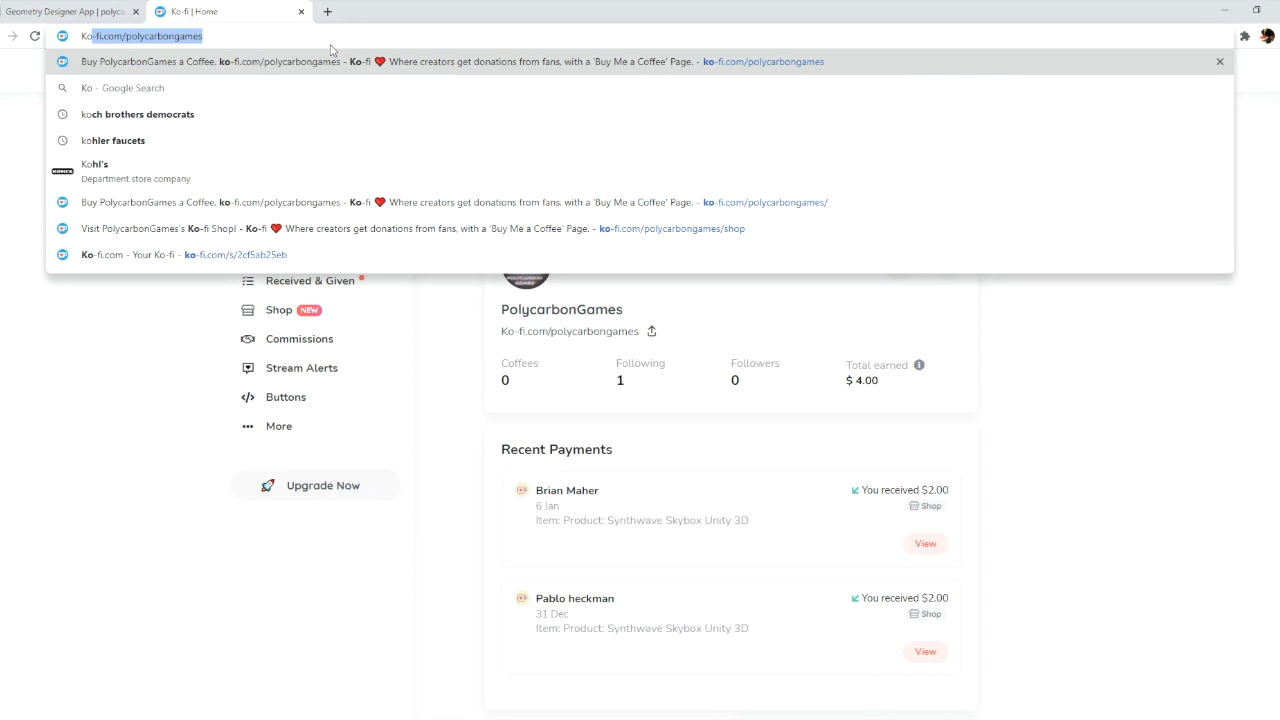 Geometry Designer App | polyca
Ko-fi | Home
Ko-fi.com/polycarbongames
Buy PolycarbonGames a Coffee. ko-fi.com/polycarbongames - Ko-fi ❤️ Where creators get donations from fans, with a 'Buy Me a Coffee' Page. - ko-fi.com/polycarbongames
Ko - Google Search
koch brothers democrats
kohler faucets
KOHL'S
Kohl's
Department store company
Buy PolycarbonGames a Coffee. ko-fi.com/polycarbongames - Ko-fi ❤️ Where creators get donations from fans, with a 'Buy Me a Coffee' Page. - ko-fi.com/polycarbongames/
Visit PolycarbonGames's Ko-fi Shop! - Ko-fi ❤️ Where creators get donations from fans, with a 'Buy Me a Coffee' Page. - ko-fi.com/polycarbongames/shop
Ko-fi.com - Your Ko-fi - ko-fi.com/s/2cf5ab25eb
Received & Given
Shop NEW
Commissions
Stream Alerts
Buttons
More
Upgrade Now
GAMES
PolycarbonGames
Ko-fi.com/polycarbongames
Coffees Following Followers Total earned
0 1 0 $ 4.00
Recent Payments
Brian Maher You received $2.00
6 Jan Shop
Item: Product: Synthwave Skybox Unity 3D
View
Pablo heckman You received $2.00
31 Dec Shop
Item: Product: Synthwave Skybox Unity 3D
View